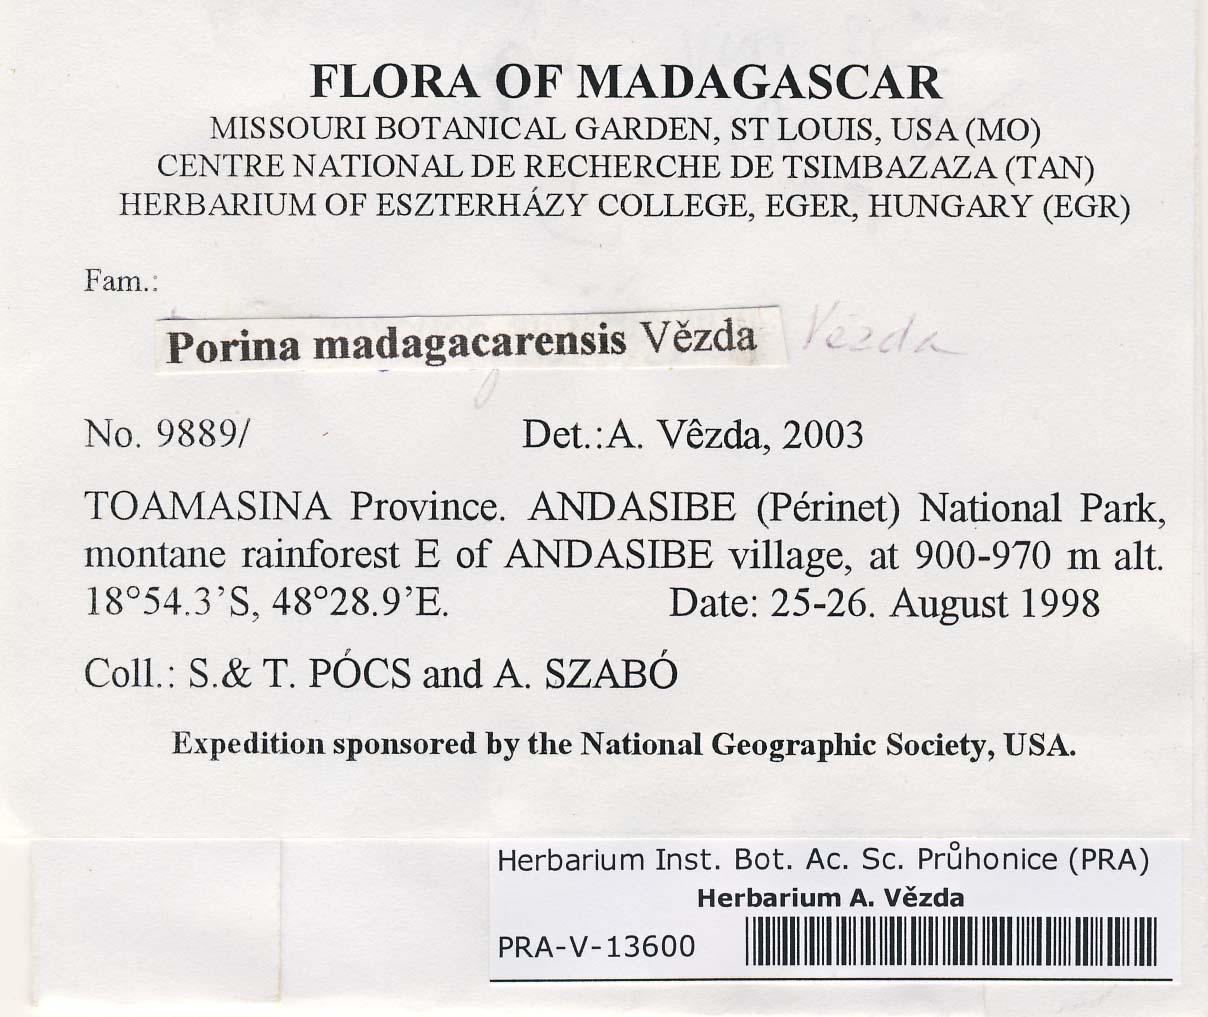 FLORA OF MADAGASCAR
MISSOURI BOTANICAL GARDEN, ST LOUIS, USA (MO)
CENTRE NATIONAL DE RECHERCHE DE TSIMBAZAZA (TAN)
HERBARIUM OF ESZTERHÁZY COLLEGE, EGER, HUNGARY (EGR)
Fam.:
Porina madagacarensis Vězda Vězda
No. 9889/ Det.:A. Vêzda, 2003
TOAMASINA Province. ANDASIBE (Périnet) National Park,
montane rainforest E of ANDASIBE village, at 900-970 m alt.
18°54.3’S, 48°28.9’E. Date: 25-26. August 1998
Coll.: S.& T. PÓCS and A. SZABÓ
Expedition sponsored by the National Geographic Society, USA.
Herbarium Inst. Bot. Ac. Sc. Průhonice (PRA)
Herbarium A. Vězda
PRA-V-13600